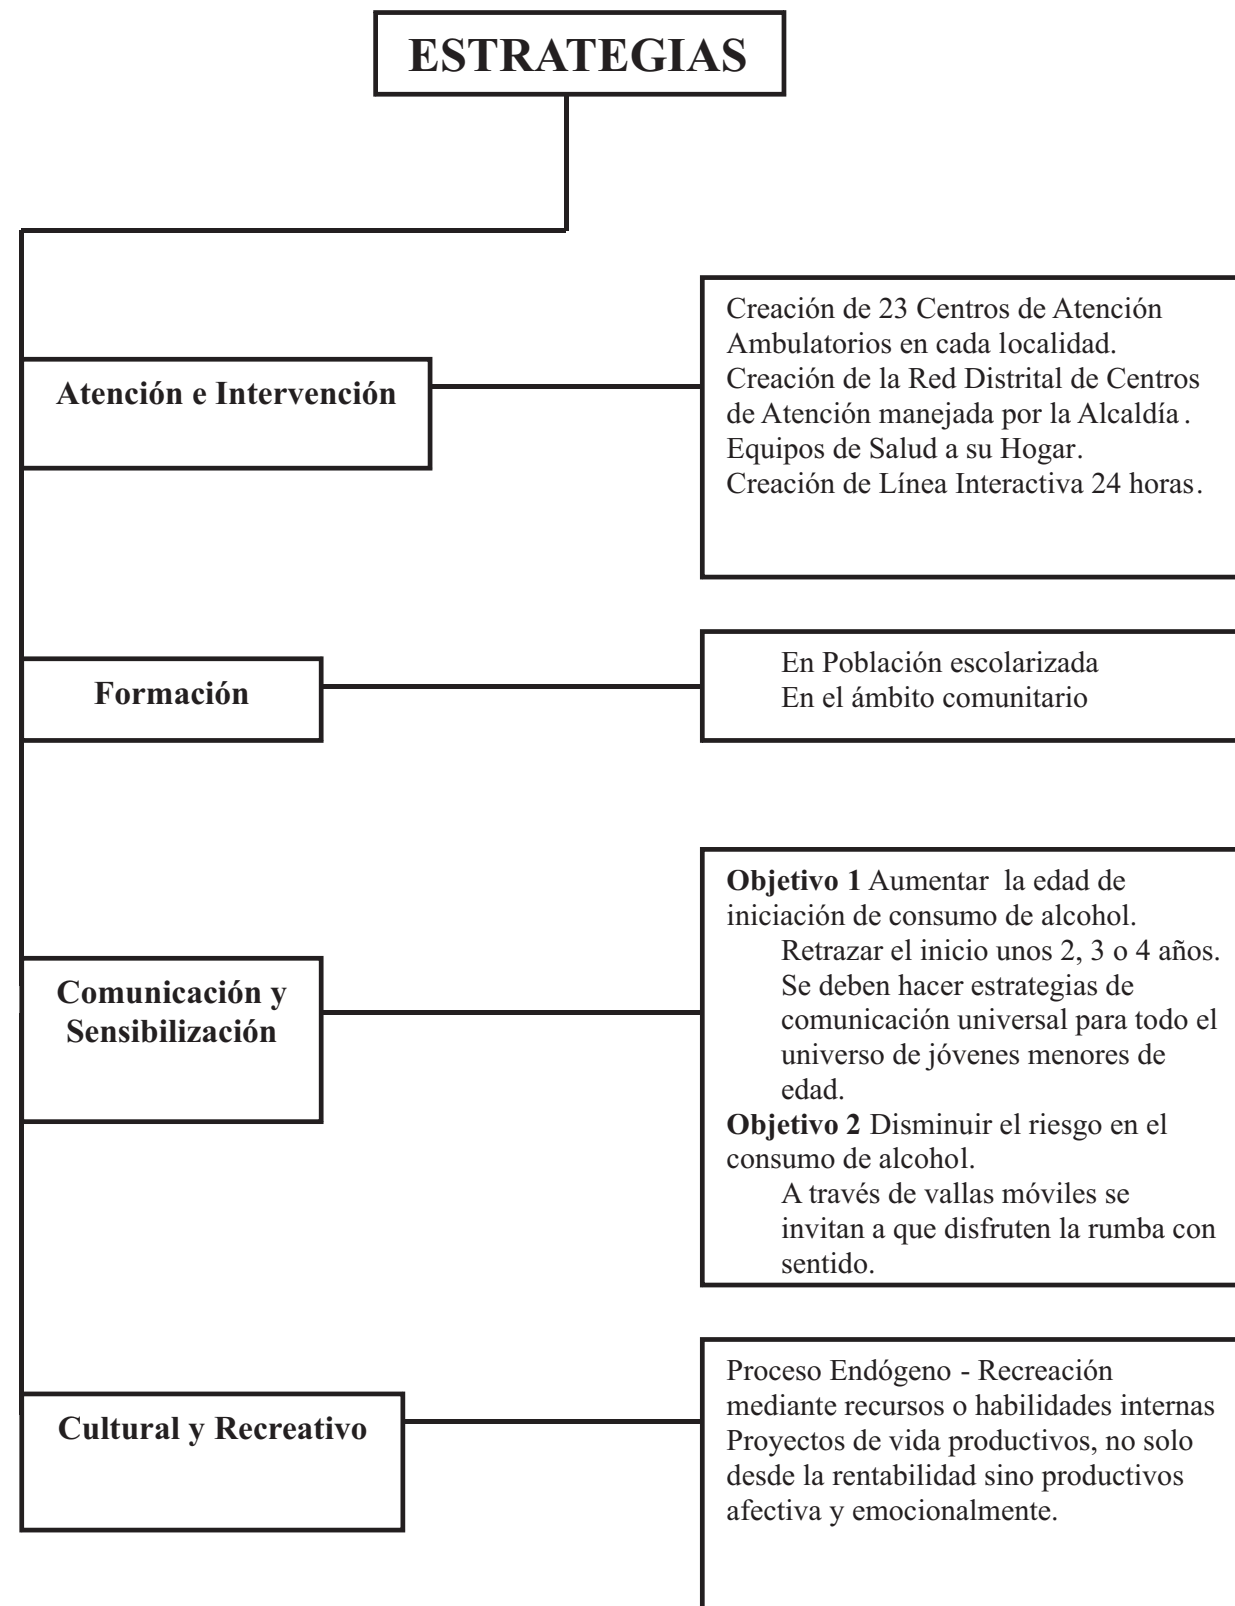 ESTRATEGIAS
Atención e Intervención
Creación de 23 Centros de Atención
Ambulatorios en cada localidad.
Creación de la Red Distrital de Centros
de Atención manejada por la Alcaldía.
Equipos de Salud a su Hogar.
Creación de Línea Interactiva 24 horas.
Formación
En Población escolarizada
En el ámbito comunitario
Comunicación y
Sensibilización
Objetivo 1 Aumentar la edad de
iniciación de consumo de alcohol.
Retrazar el inicio unos 2, 3 o 4 años.
Se deben hacer estrategias de
comunicación universal para todo el
universo de jóvenes menores de
edad.
Objetivo 2 Disminuir el riesgo en el
consumo de alcohol.
A través de vallas móviles se
invitan a que disfruten la rumba con
sentido.
Cultural y Recreativo
Proceso Endógeno - Recreación
mediante recursos o habilidades internas
Proyectos de vida productivos, no solo
desde la rentabilidad sino productivos
afectiva y emocionalmente.